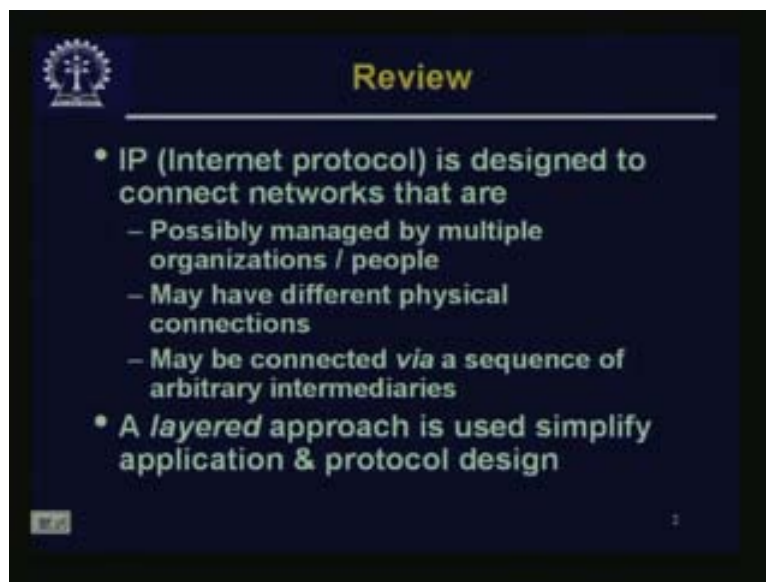 Review
• IP (Internet protocol) is designed to
connect networks that are
– Possibly managed by multiple
organizations / people
– May have different physical
connections
– May be connected via a sequence of
arbitrary intermediaries
• A layered approach is used simplify
application & protocol design